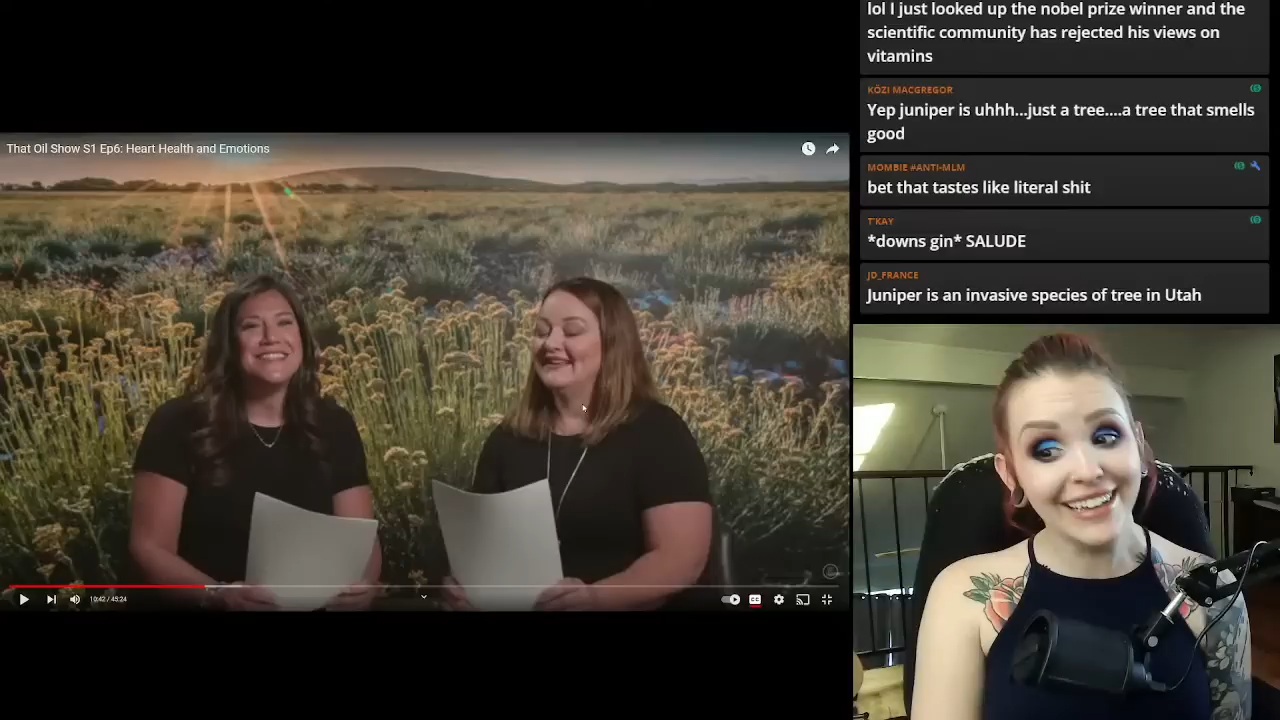 lol I just looked up the nobel prize winner and the
scientific community has rejected his views on
vitamins
KÖZI MACGREGOR
Yep juniper is uhhh...just a tree....a tree that smells
good
MOMBIE #ANTI-MLM
bet that tastes like literal shit
T'KAY
*downs gin* SALUDE
JD_FRANCE
Juniper is an invasive species of tree in Utah
That Oil Show S1 Ep6: Heart Health and Emotions
10:42 / 45:24
CC